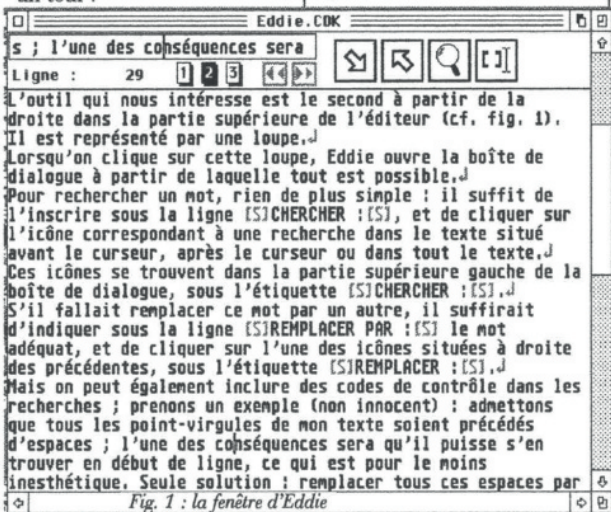 un tour :
Eddie.CDK
s ; l'une des conséquences sera
Ligne : 29 1 2 3
L'outil qui nous intéresse est le second à partir de la
droite dans la partie supérieure de l'éditeur (cf. fig. 1).
Il est représenté par une loupe.
Lorsqu'on clique sur cette loupe, Eddie ouvre la boîte de
dialogue à partir de laquelle tout est possible.
Pour rechercher un mot, rien de plus simple : il suffit de
l'inscrire sous la ligne [S]CHERCHER :[S], et de cliquer sur
l'icône correspondant à une recherche dans le texte situé
avant le curseur, après le curseur ou dans tout le texte.
Ces icônes se trouvent dans la partie supérieure gauche de la
boîte de dialogue, sous l'étiquette [S]CHERCHER :[S].
S'il fallait remplacer ce mot par un autre, il suffirait
d'indiquer sous la ligne [S]REMPLACER PAR :[S] le mot
adéquat, et de cliquer sur l'une des icônes situées à droite
des précédentes, sous l'étiquette [S]REMPLACER :[S].
Mais on peut également inclure des codes de contrôle dans les
recherches ; prenons un exemple (non innocent) : admettons
que tous les point-virgules de mon texte soient précédés
d'espaces ; l'une des conséquences sera qu'il puisse s'en
trouver en début de ligne, ce qui est pour le moins
inesthétique. Seule solution : remplacer tous ces espaces par
Fig. 1 : la fenêtre d'Eddie